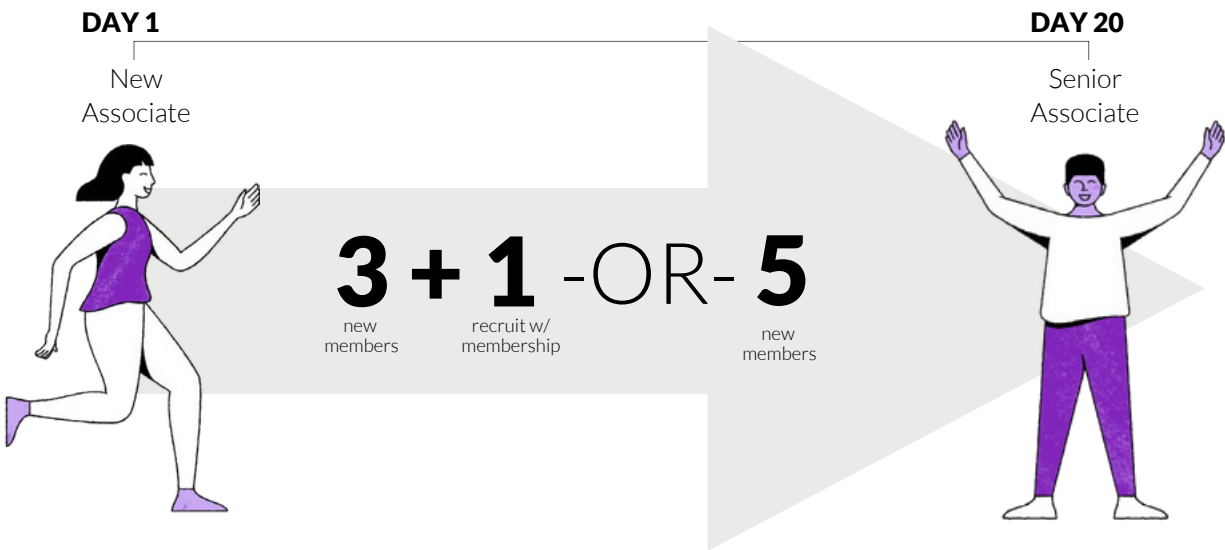 DAY 1
DAY 20
New
Associate
Senior
Associate
3 + 1 -OR- 5
new
members
recruit w/
membership
new
members